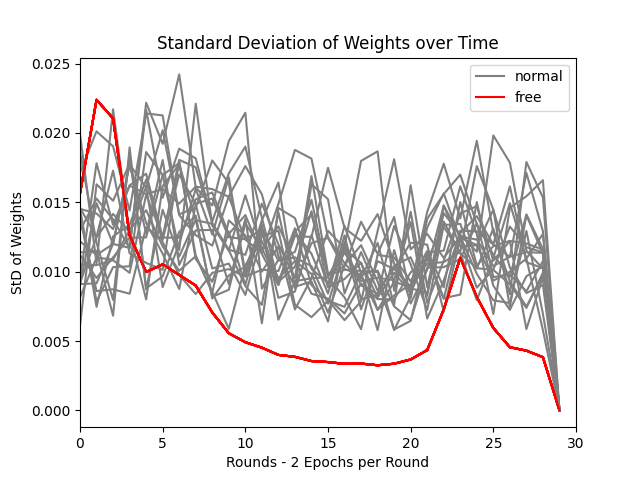 Standard Deviation of Weights over Time
normal
free
StD of Weights
0.025
0.020
0.015
0.010
0.005
0.000
0 5 10 15 20 25 30
Rounds - 2 Epochs per Round